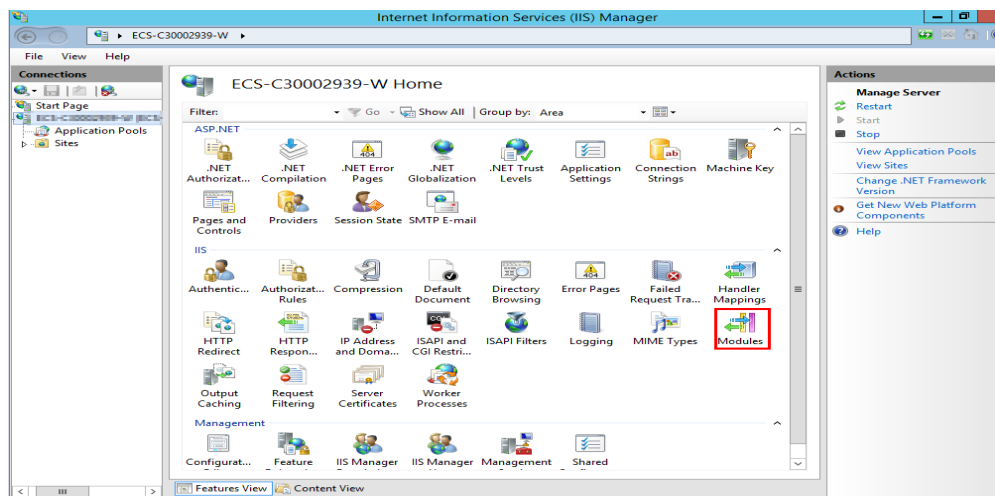 Internet Information Services (IIS) Manager
ECS-C30002939-W
File View Help
Connections
Start Page
Application Pools
Sites
ECS-C30002939-W Home
Filter: Go Show All Group by: Area
ASP.NET
.NET Authorizat...
.NET Compilation
.NET Error Pages
.NET Globalization
.NET Trust Levels
Application Settings
Connection Strings
Machine Key
Pages and Controls
Providers
Session State
SMTP E-mail
IIS
Authentic...
Authorizat... Rules
Compression
Default Document
Directory Browsing
Error Pages
Failed Request Tra...
Handler Mappings
HTTP Redirect
HTTP Respon...
IP Address and Doma...
ISAPI and CGI Restri...
ISAPI Filters
Logging
MIME Types
Modules
Output Caching
Request Filtering
Server Certificates
Worker Processes
Management
Configurat...
Feature
IIS Manager
IIS Manager
Management
Shared
Features View
Content View
Actions
Manage Server
Restart
Start
Stop
View Application Pools
View Sites
Change .NET Framework
Version
Get New Web Platform
Components
Help